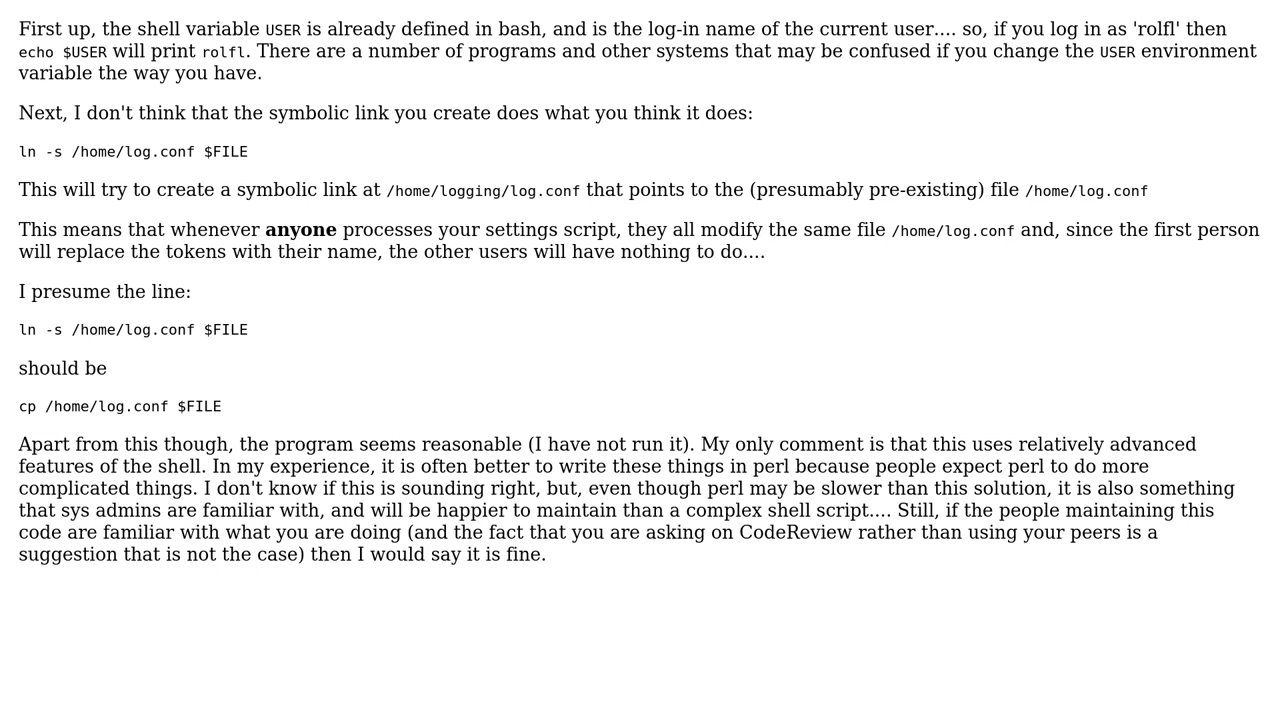 First up, the shell variable USER is already defined in bash, and is the log-in name of the current user.... so, if you log in as 'rolfl' then
echo $USER will print rolfl. There are a number of programs and other systems that may be confused if you change the USER environment
variable the way you have.
Next, I don't think that the symbolic link you create does what you think it does:
ln -s /home/log.conf $FILE
This will try to create a symbolic link at /home/logging/log.conf that points to the (presumably pre-existing) file /home/log.conf
This means that whenever anyone processes your settings script, they all modify the same file /home/log.conf and, since the first person
will replace the tokens with their name, the other users will have nothing to do....
I presume the line:
ln -s /home/log.conf $FILE
should be
cp /home/log.conf $FILE
Apart from this though, the program seems reasonable (I have not run it). My only comment is that this uses relatively advanced
features of the shell. In my experience, it is often better to write these things in perl because people expect perl to do more
complicated things. I don't know if this is sounding right, but, even though perl may be slower than this solution, it is also something
that sys admins are familiar with, and will be happier to maintain than a complex shell script.... Still, if the people maintaining this
code are familiar with what you are doing (and the fact that you are asking on CodeReview rather than using your peers is a
suggestion that is not the case) then I would say it is fine.